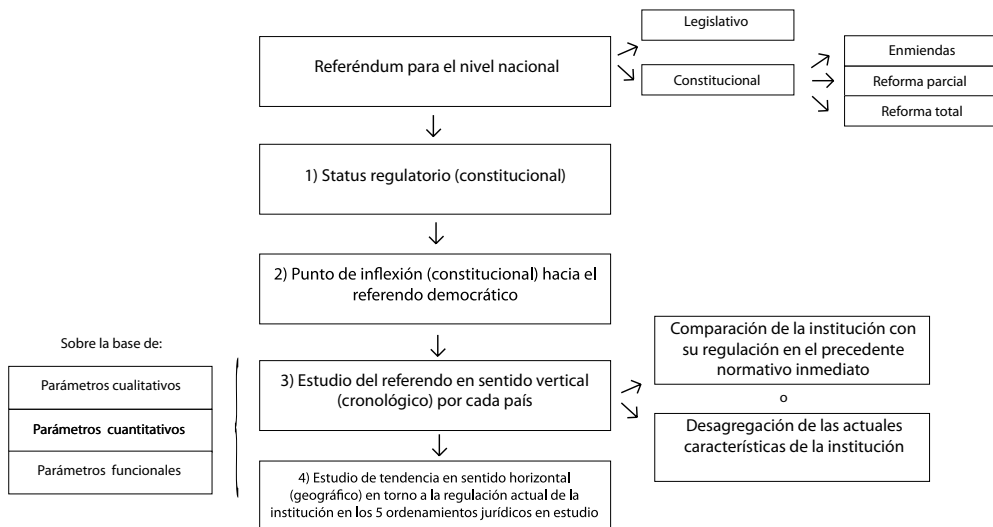 Legislativo
Referéndum para el nivel nacional
Constitucional
Enmiendas
Reforma parcial
Reforma total
1) Status regulatorio (constitucional)
2) Punto de inflexión (constitucional) hacia el
referendo democrático
Sobre la base de:
Parámetros cualitativos
Parámetros cuantitativos
Parámetros funcionales
3) Estudio del referendo en sentido vertical
(cronológico) por cada país
Comparación de la institución con
su regulación en el precedente
normativo inmediato
o
Desagregación de las actuales
características de la institución
4) Estudio de tendencia en sentido horizontal
(geográfico) en torno a la regulación actual de la
institución en los 5 ordenamientos jurídicos en estudio